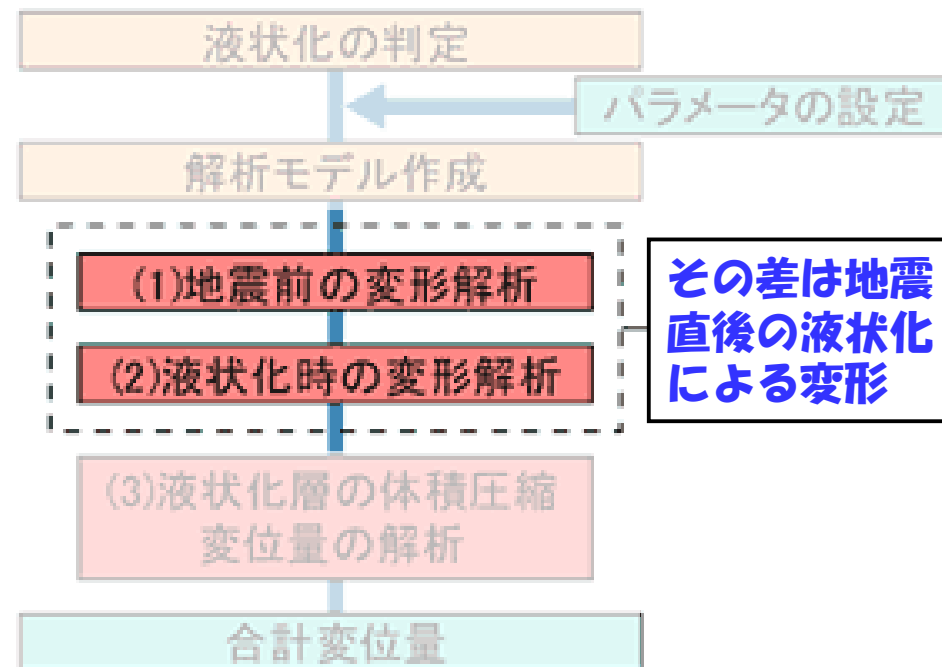 液状化の判定
パラメータの設定
解析モデル作成
(1)地震前の変形解析
(2)液状化時の変形解析
その差は地震
直後の液状化
による変形
(3)液状化層の体積圧縮
変位量の解析
合計変位量